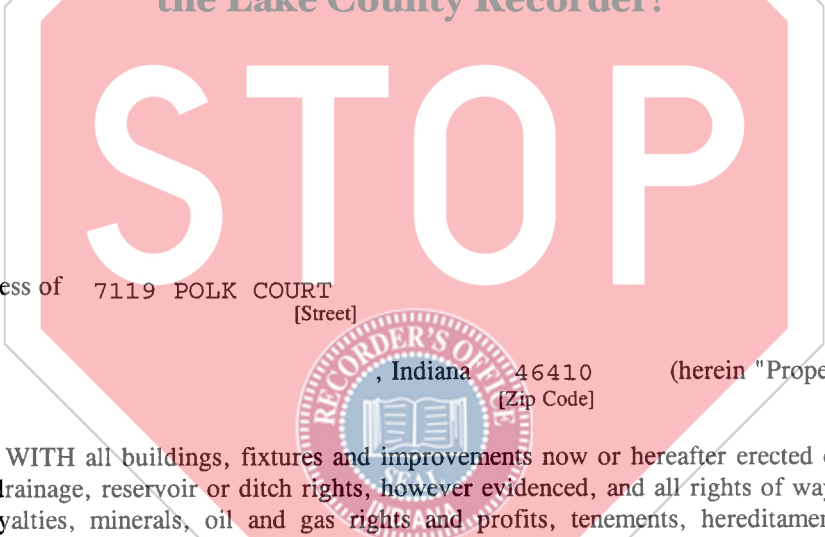 the Lake County Recorder!
STOP
ess of 7119 POLK COURT
[Street]
RECORDER'S OFFICE
, Indiana 46410 (herein "Prope
[Zip Code]
WITH all buildings, fixtures and improvements now or hereafter erected
rainage, reservoir or ditch rights, however evidenced, and all rights of way
SEAL
yalties, minerals, oil and gas rights and profits, tenements, hereditamen
INDIANA